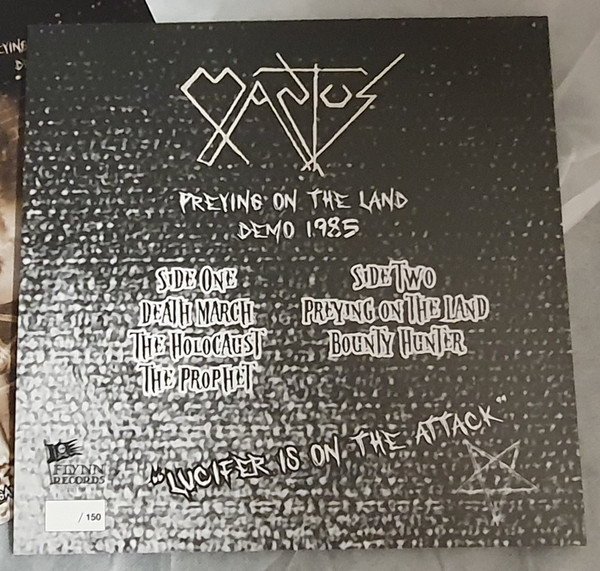 MANTUS
PREYING ON THE LAND
DEMO 1985
SIDE ONE
DEATH MARCH
THE HOLOCAUST
THE PROPHET
SIDE TWO
PREYING ON THE LAND
BOUNTY HUNTER
"LUCIFER IS ON THE ATTACK"
FLYNN
RECORDS
/ 150